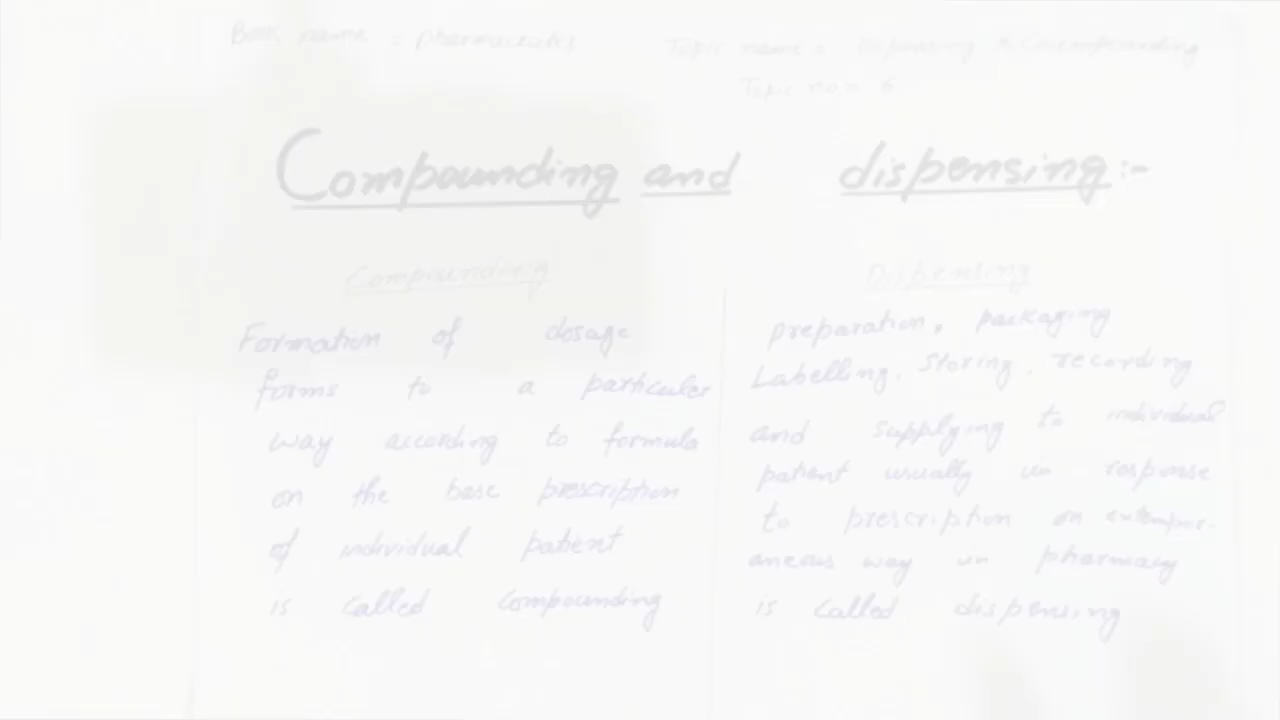 Book name : pharmaceutics
Topic name : Dispensing & Compounding
Topic no : 6
Compounding and dispensing :-
Compounding
Formation of dosage
forms to a particular
way according to formula
on the base prescription
of individual patient
is called Compounding
Dispensing
preparation, packaging
Labelling, storing, recording
and supplying to individual
patient usually in response
to prescription on extempor-
aneous way in pharmacy
is called dispensing